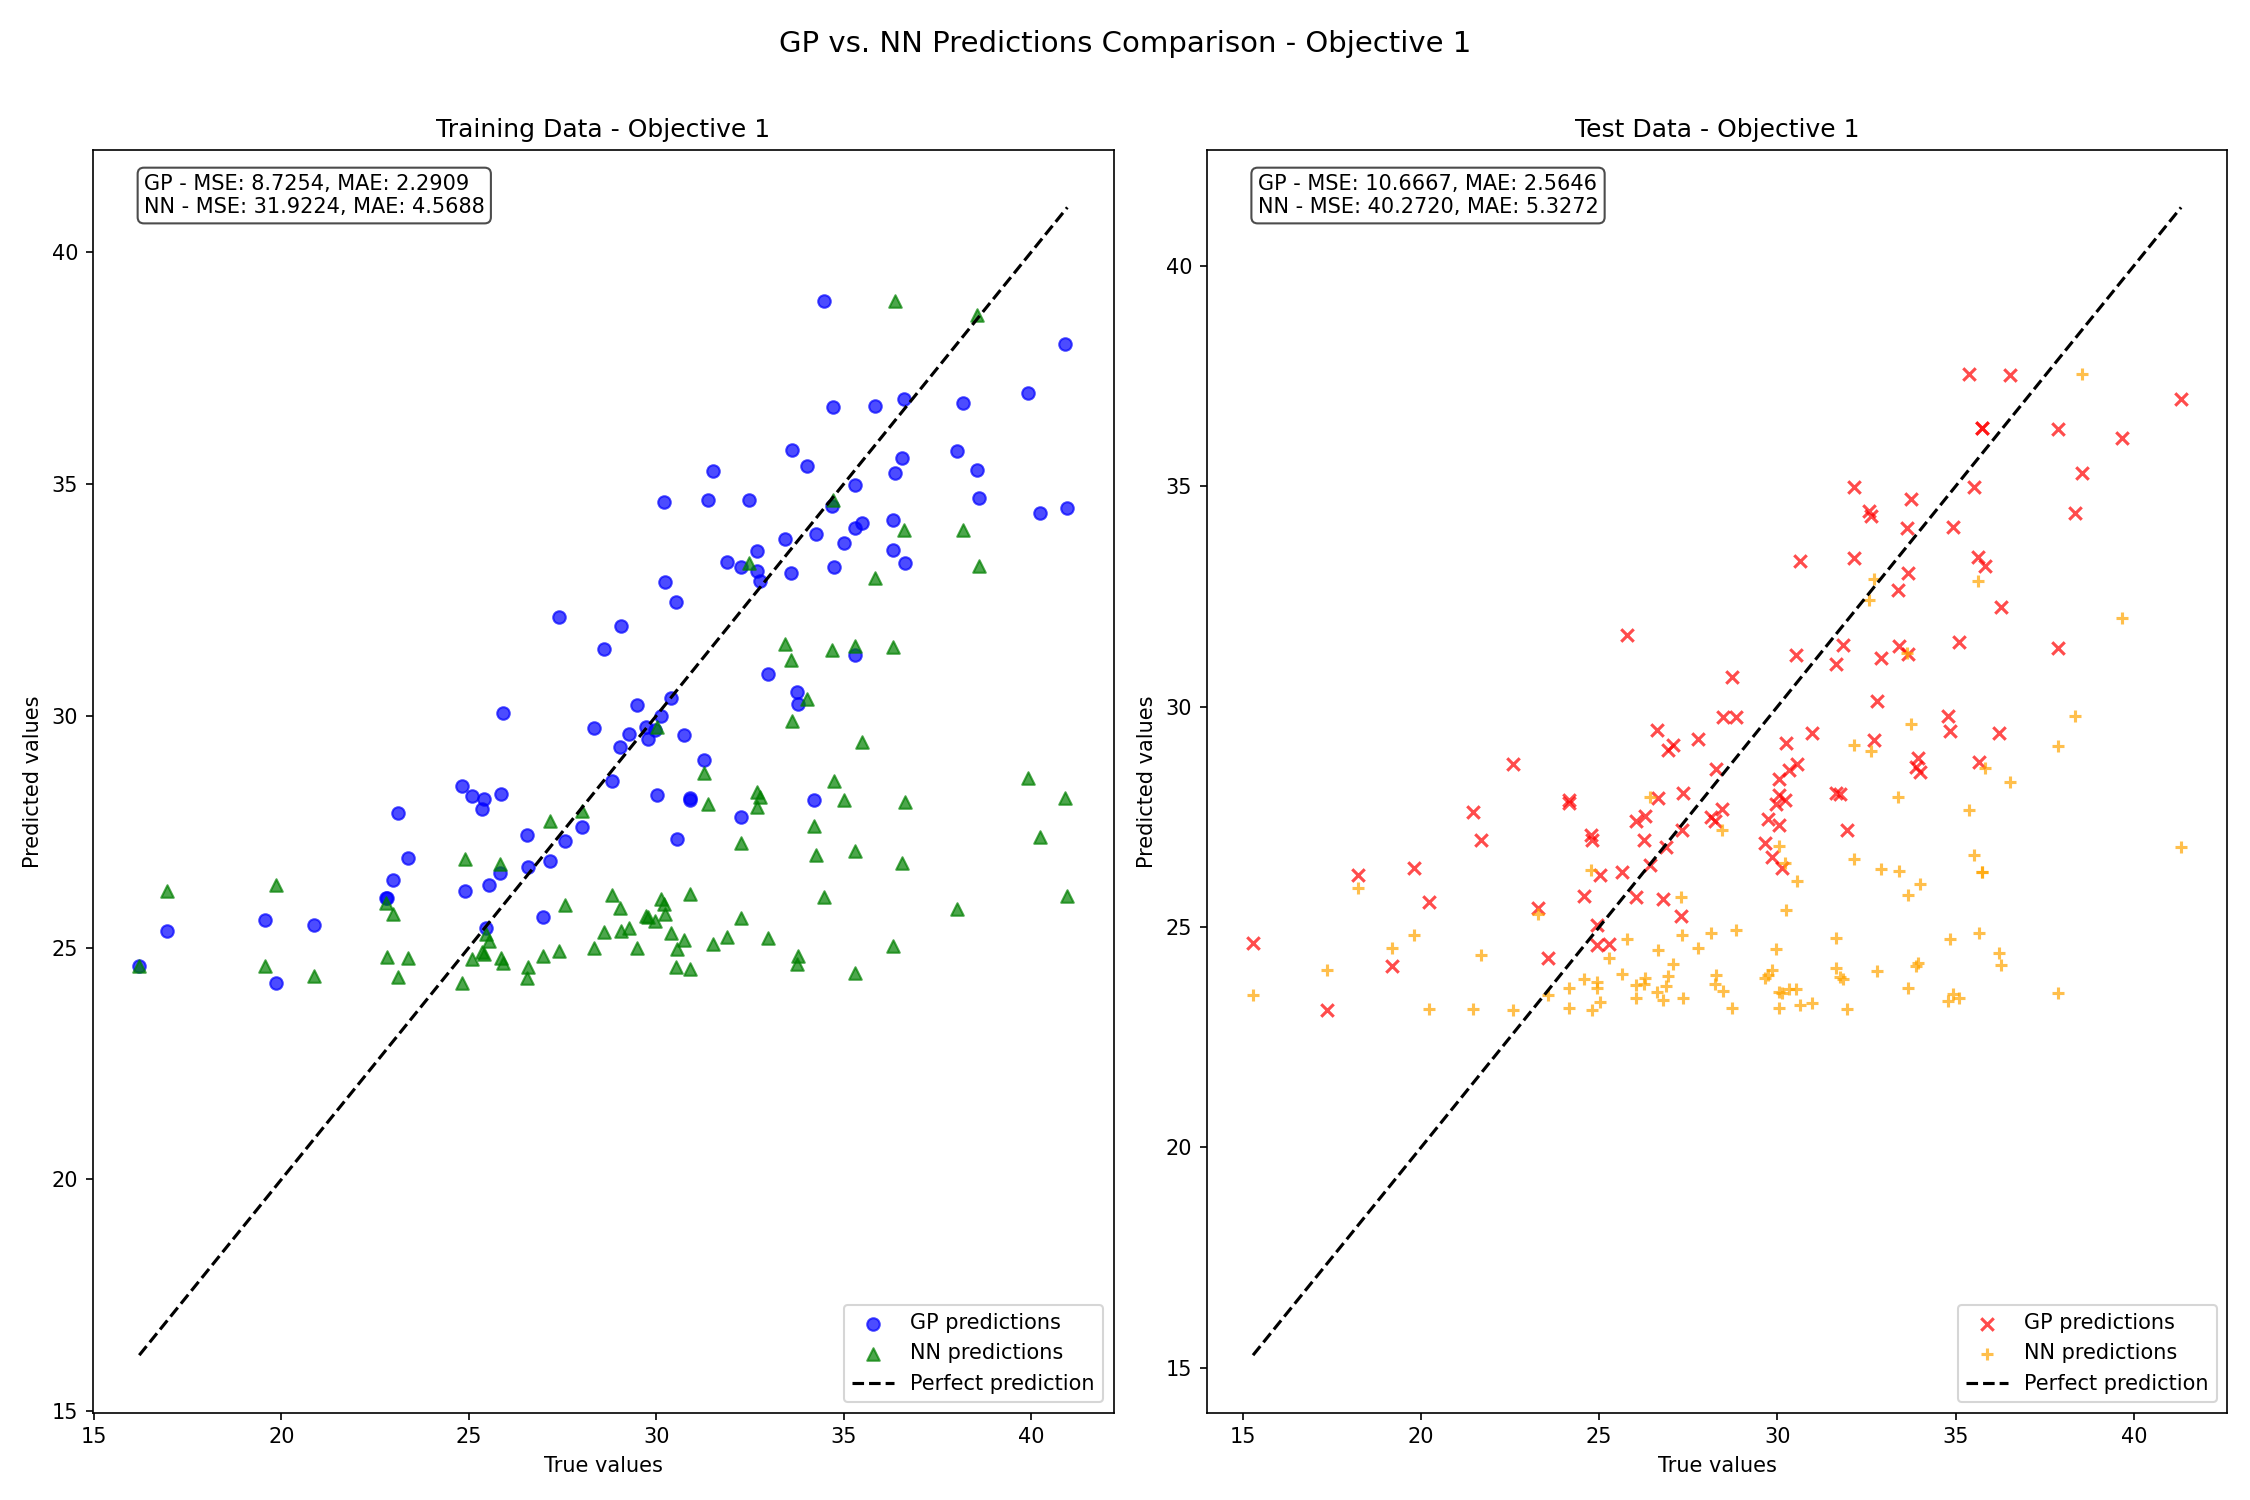 GP vs. NN Predictions Comparison - Objective 1
Training Data - Objective 1
GP - MSE: 8.7254, MAE: 2.2909
NN - MSE: 31.9224, MAE: 4.5688
40
35
30
25
20
15
Predicted values
GP predictions
NN predictions
Perfect prediction
15 20 25 30 35 40
True values
Test Data - Objective 1
GP - MSE: 10.6667, MAE: 2.5646
NN - MSE: 40.2720, MAE: 5.3272
40
35
30
25
20
15
Predicted values
GP predictions
NN predictions
Perfect prediction
15 20 25 30 35 40
True values